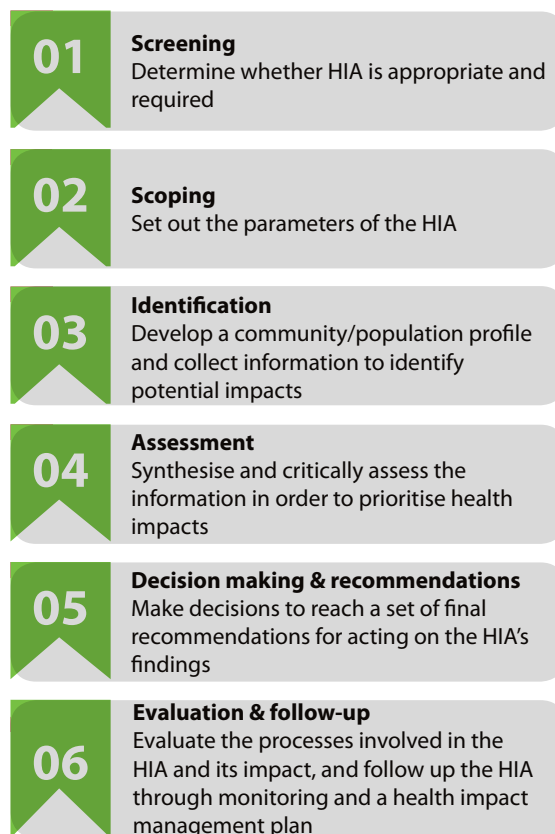 01
Screening
Determine whether HIA is appropriate and
required
02
Scoping
Set out the parameters of the HIA
03
Identification
Develop a community/population profile
and collect information to identify
potential impacts
04
Assessment
Synthesise and critically assess the
information in order to prioritise health
impacts
05
Decision making & recommendations
Make decisions to reach a set of final
recommendations for acting on the HIA’s
findings
06
Evaluation & follow-up
Evaluate the processes involved in the
HIA and its impact, and follow up the HIA
through monitoring and a health impact
management plan